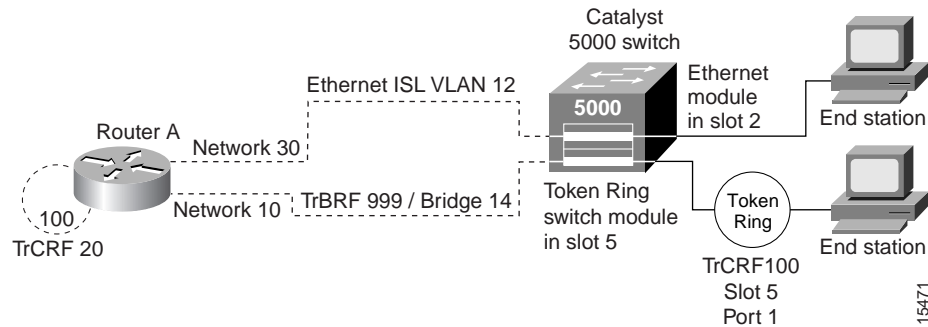 Catalyst
5000 switch
Ethernet ISL VLAN 12
Ethernet
module
in slot 2
5000
End station
Router A
Network 30
Network 10
TrBRF 999 / Bridge 14
100
TrCRF 20
Token Ring
switch module
in slot 5
Token
Ring
End station
TrCRF100
Slot 5
Port 1
15471